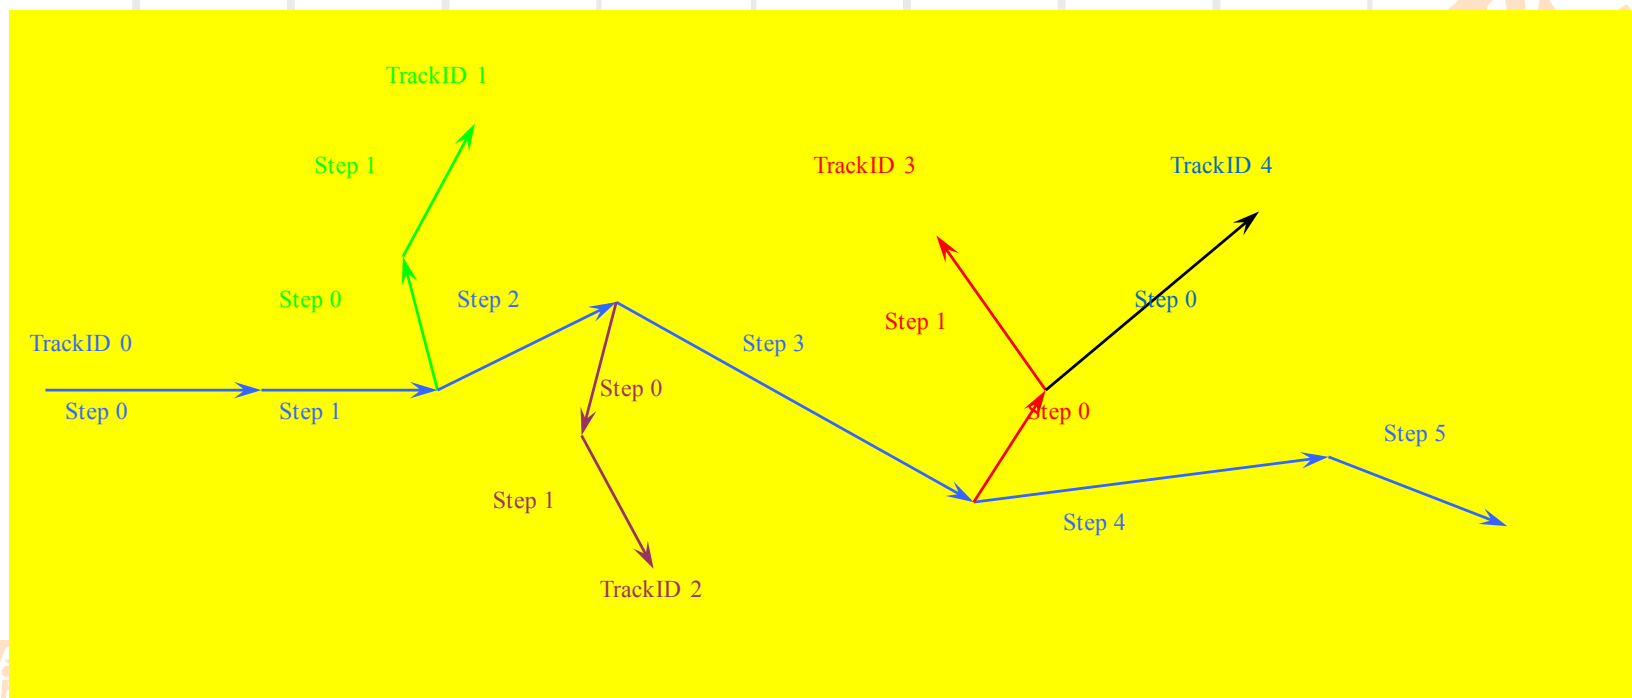 TrackID 1
Step 1
TrackID 3
TrackID 4
Step 0
Step 2
Step 0
Step 1
TrackID 0
Step 3
Step 0
Step 0
Step 1
Step 0
Step 5
Step 1
Step 4
TrackID 2